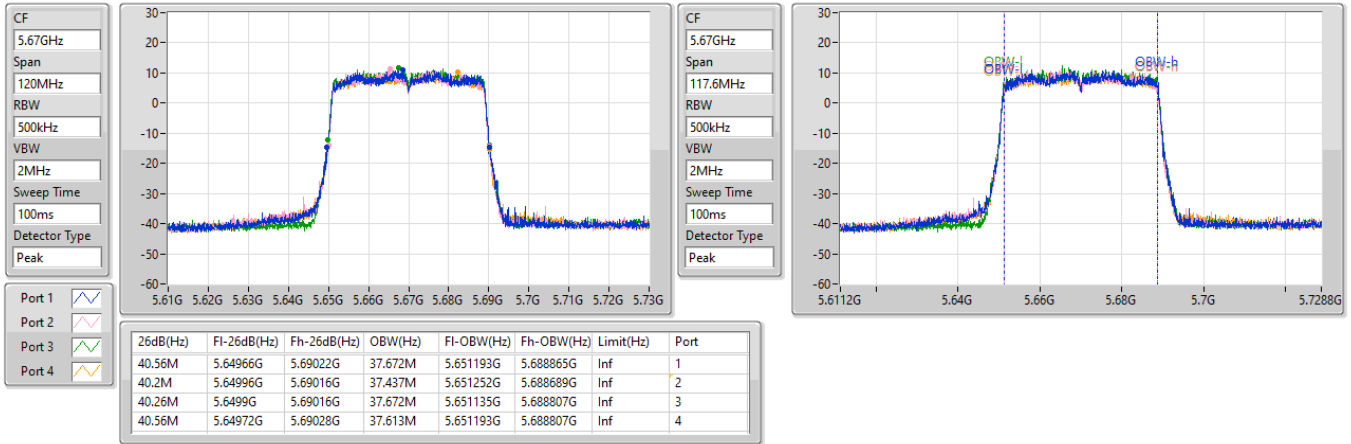 CF
5.67GHz
Span
120MHz
RBW
500kHz
VBW
2MHz
Sweep Time
100ms
Detector Type
Peak
30
20
10
0
-10
-20
-30
-40
-50
-60
5.61G 5.62G 5.63G 5.64G 5.65G 5.66G 5.67G 5.68G 5.69G 5.7G 5.71G 5.72G 5.73G
CF
5.67GHz
Span
117.6MHz
RBW
500kHz
VBW
2MHz
Sweep Time
100ms
Detector Type
Peak
30
20
10
0
-10
-20
-30
-40
-50
-60
OBW-l OBW-h
5.6112G 5.64G 5.66G 5.68G 5.7G 5.7288G
Port 1
Port 2
Port 3
Port 4
26dB(Hz) Fl-26dB(Hz) Fh-26dB(Hz) OBW(Hz) Fl-OBW(Hz) Fh-OBW(Hz) Limit(Hz) Port
40.56M 5.64966G 5.69022G 37.672M 5.651193G 5.688865G Inf 1
40.2M 5.64996G 5.69016G 37.437M 5.651252G 5.688689G Inf 2
40.26M 5.6499G 5.69016G 37.672M 5.651135G 5.688807G Inf 3
40.56M 5.64972G 5.69028G 37.613M 5.651193G 5.688807G Inf 4